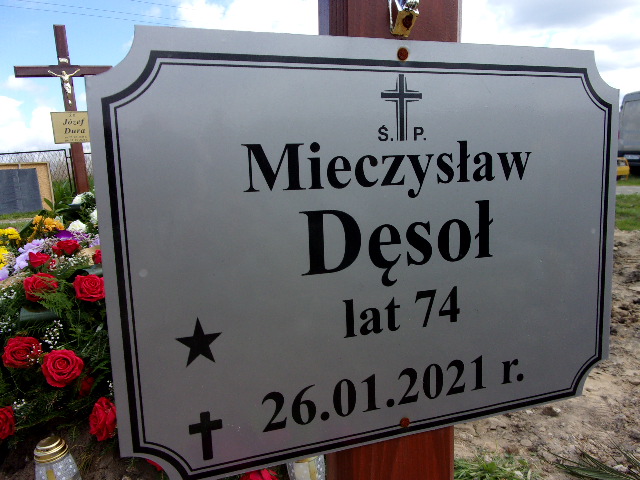 Ś. P.
Mieczysław
Dęsoł
lat 74
26.01.2021 r.
Józef
Dura